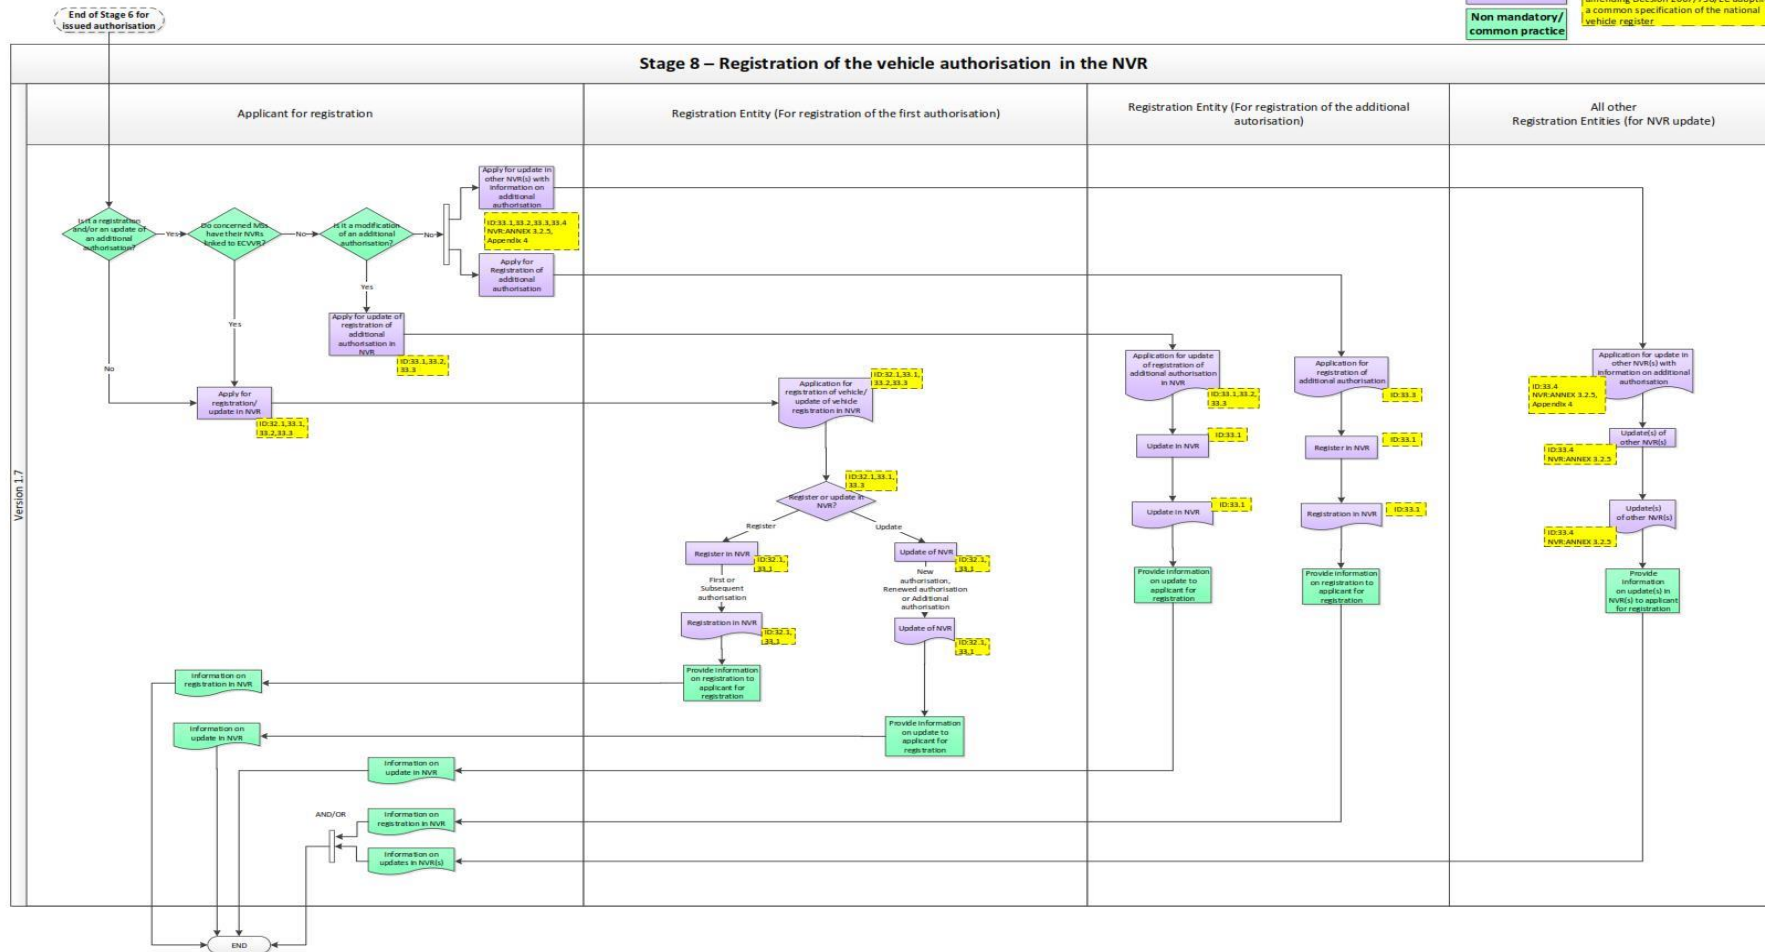 End of Stage 6 for
issued authorisation
Non mandatory/
common practice
a common specification of the national
vehicle register
Stage 8 – Registration of the vehicle authorisation in the NVR
Version 1.7
Applicant for registration
Registration Entity (For registration of the first authorisation)
Registration Entity (For registration of the additional
autorisation)
All other
Registration Entities (for NVR update)
Is it a registration
and/or an update of
an additional
authorisation?
Yes
No
Do concerned MSs
have their NVRs
linked to ECVVR?
No
Yes
Is it a modification
of an additional
authorisation?
No
Yes
Apply for update in
other NVR(s) with
information on
additional
authorisation
ID:33.1,33.2,33.3,33.4
NVR:ANNEX 3.2.5,
Appendix 4
Apply for
Registration of
additional
authorisation
Apply for update of
registration of
additional
authorisation in
NVR
ID:33.1,33.2,
33.3
Apply for
registration/
update in NVR
ID:32.1,33.1,
33.2,33.3
Application for
registration of vehicle/
update of vehicle
registration in NVR
ID:32.1,33.1,
33.2,33.3
Register or update in
NVR?
ID:32.1,33.1,
33.3
Register
Update
Register in NVR
ID:32.1,
33.1
First or
Subsequent
authorisation
Registration in NVR
ID:32.1,
33.1
Provide information
on registration to
applicant for
registration
Update of NVR
ID:32.1,
33.1
New
authorisation,
Renewed authorisation
or Additional
authorisation
Update of NVR
ID:32.1,
33.1
Provide information
on update to
applicant for
registration
Application for update
of registration of
additional authorisation
in NVR
ID:33.1,33.2,
33.3
Update in NVR
ID:33.1
Update in NVR
ID:33.1
Provide information
on update to
applicant for
registration
Application for
registration of
additional authorisation
ID:33.3
Register in NVR
ID:33.1
Registration in NVR
ID:33.1
Provide information
on registration to
applicant for
registration
Application for update in
other NVR(s) with
information on additional
authorisation
ID:33.4
NVR:ANNEX 3.2.5,
Appendix 4
Update(s) of
other NVR(s)
ID:33.4
NVR:ANNEX 3.2.5
Update(s)
of other NVR(s)
ID:33.4
NVR:ANNEX 3.2.5
Provide
information
on update(s) in
NVR(s) to applicant
for registration
Information on
registration in NVR
Information on
update in NVR
Information on
update in NVR
AND/OR
Information on
registration in NVR
Information on
updates in NVR(s)
END